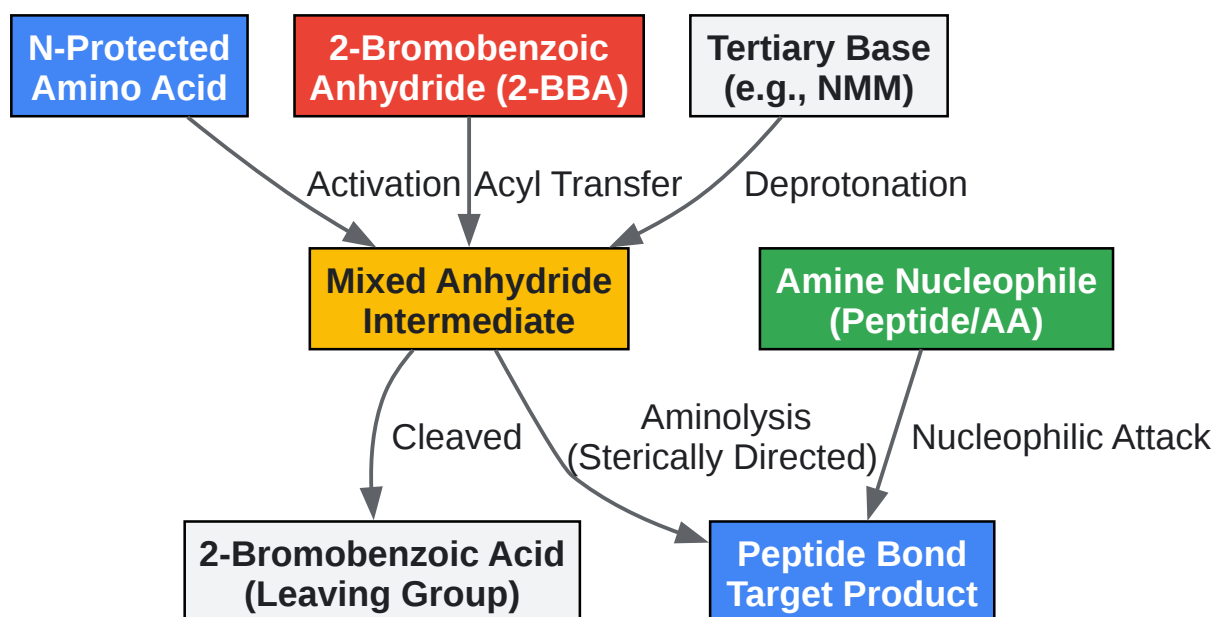 N-Protected
Amino Acid
2-Bromobenzoic
Anhydride (2-BBA)
Tertiary Base
(e.g., NMM)
Activation
Acyl Transfer
Deprotonation
Mixed Anhydride
Intermediate
Amine Nucleophile
(Peptide/AA)
Cleaved
Aminolysis
(Sterically Directed)
Nucleophilic Attack
2-Bromobenzoic Acid
(Leaving Group)
Peptide Bond
Target Product